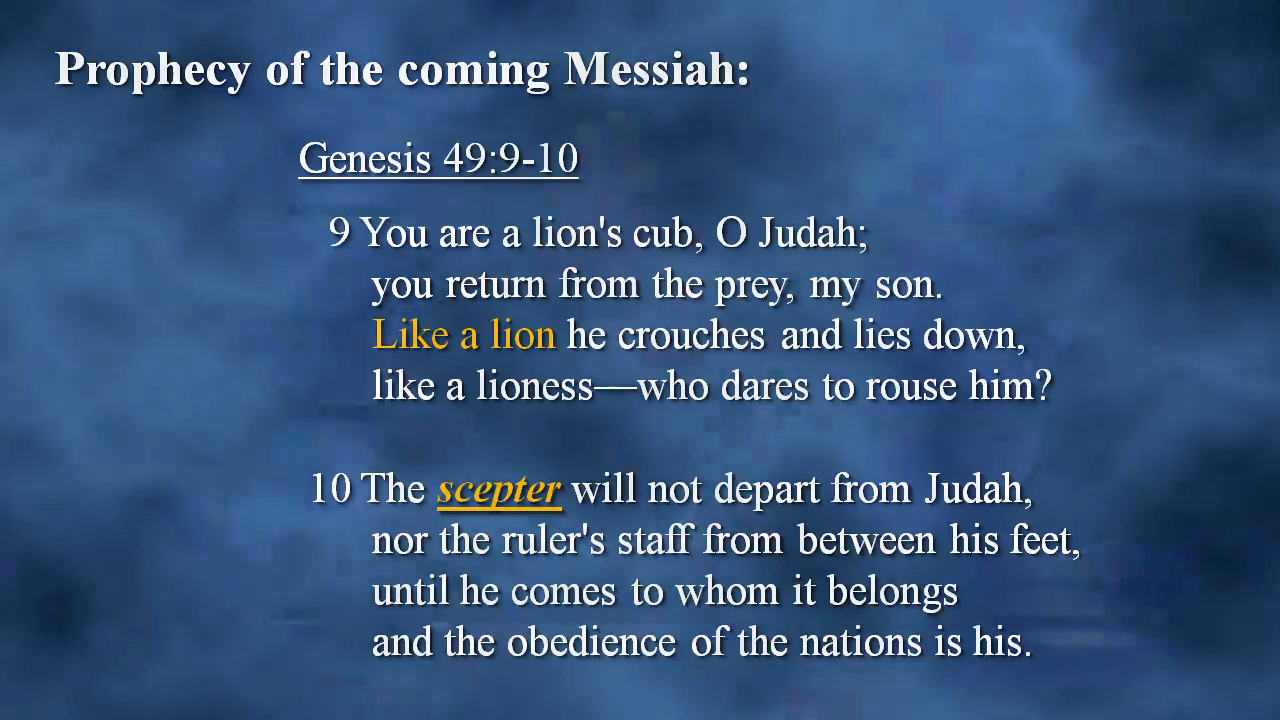 Prophecy of the coming Messiah:
Genesis 49:9-10
9 You are a lion's cub, O Judah;
you return from the prey, my son.
Like a lion he crouches and lies down,
like a lioness—who dares to rouse him?
10 The scepter will not depart from Judah,
nor the ruler's staff from between his feet,
until he comes to whom it belongs
and the obedience of the nations is his.